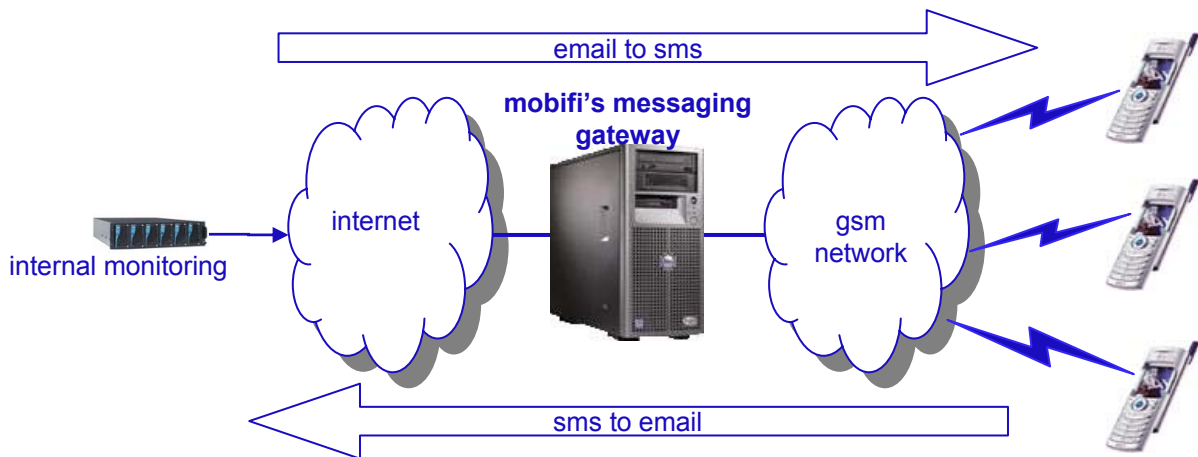 email to sms
mobifi's messaging
gateway
internet
gsm
network
internal monitoring
sms to email